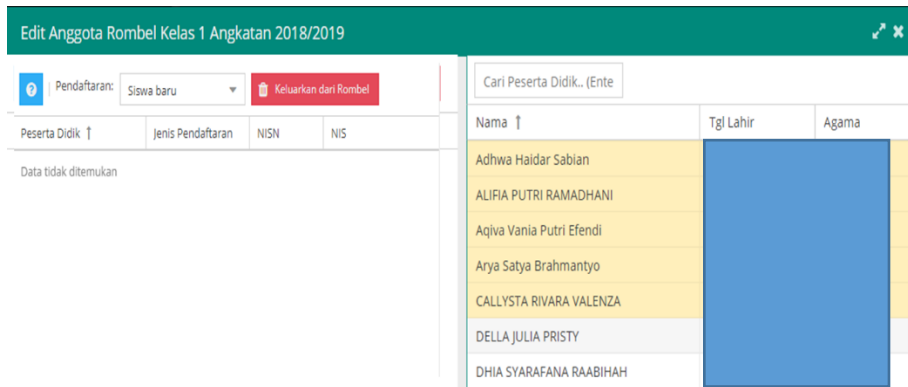 Edit Anggota Rombel Kelas 1 Angkatan 2018/2019
Pendaftaran: Siswa baru Keluarkan dari Rombel
Peserta Didik ↑ Jenis Pendaftaran NISN NIS
Data tidak ditemukan
Cari Peserta Didik.. (Ente
Nama ↑ Tgl Lahir Agama
Adhwa Haidar Sabian
ALIFIA PUTRI RAMADHANI
Aqiva Vania Putri Efendi
Arya Satya Brahmantyo
CALLYSTA RIVARA VALENZA
DELLA JULIA PRISTY
DHIA SYARAFANA RAABIHAH